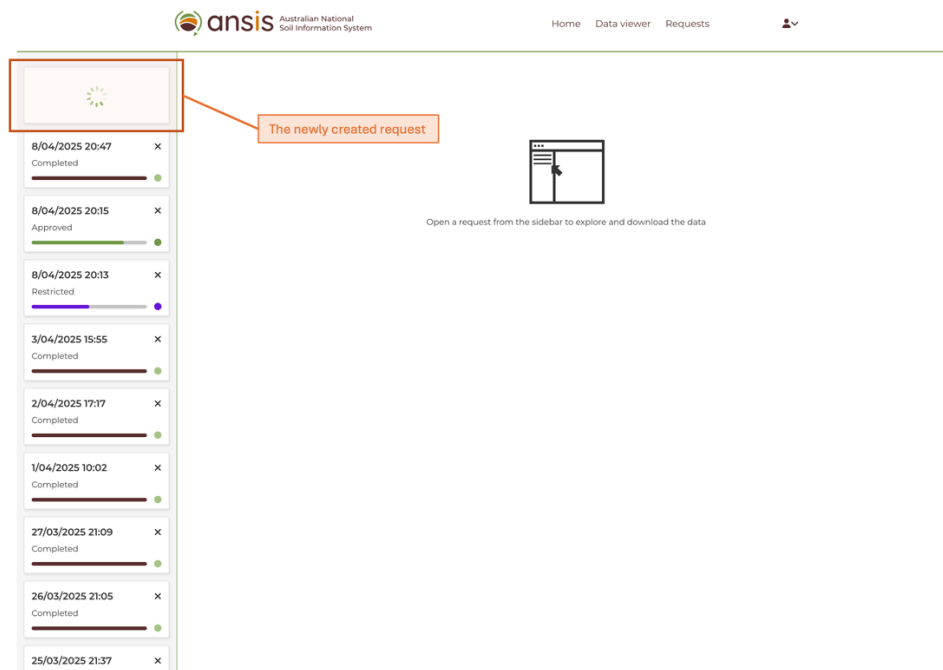 ansis Australian National
Soil Information System
Home Data viewer Requests
The newly created request
8/04/2025 20:47
Completed
8/04/2025 20:15
Approved
8/04/2025 20:13
Restricted
3/04/2025 15:55
Completed
2/04/2025 17:17
Completed
1/04/2025 10:02
Completed
27/03/2025 21:09
Completed
26/03/2025 21:05
Completed
25/03/2025 21:37
Open a request from the sidebar to explore and download the data